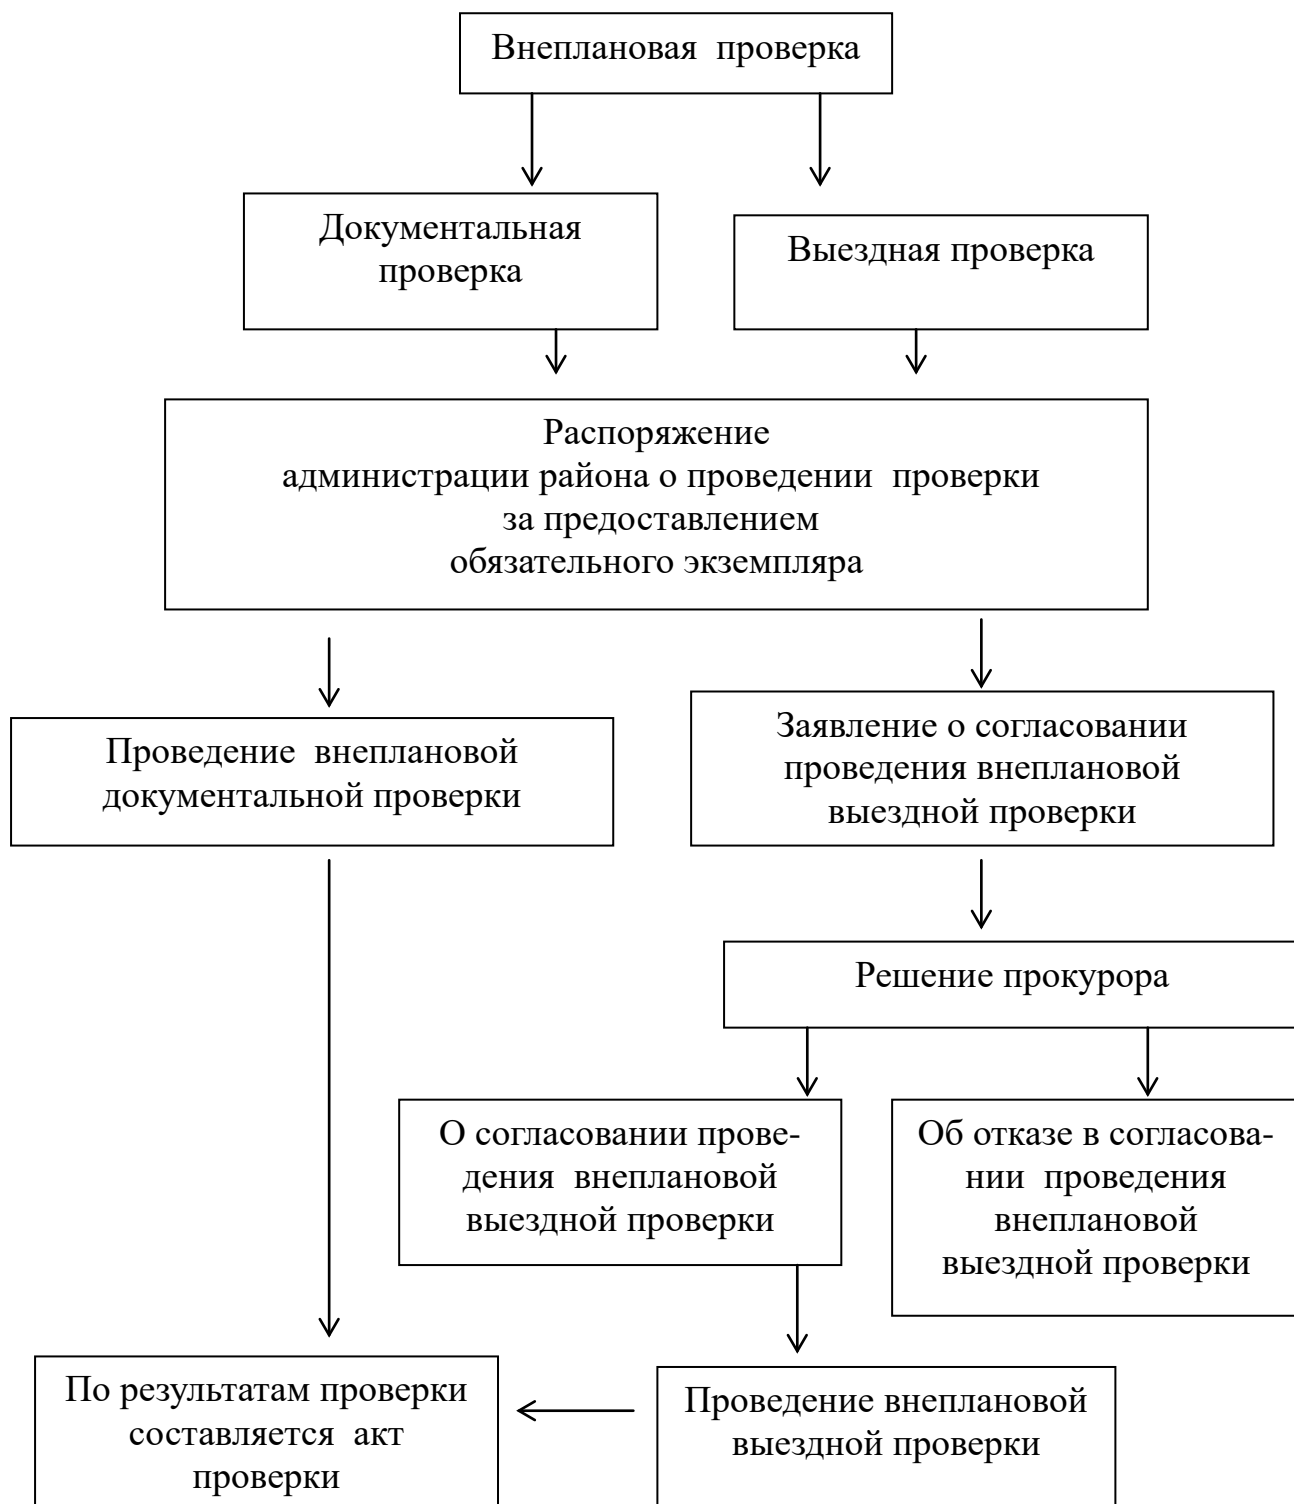 Внеплановая проверка
Документальная
проверка
Выездная проверка
Распоряжение
администрации района о проведении проверки
за предоставлением
обязательного экземпляра
Проведение внеплановой
документальной проверки
Заявление о согласовании
проведения внеплановой
выездной проверки
Решение прокурора
О согласовании прове-
дения внеплановой
выездной проверки
Об отказе в согласова-
нии проведения
внеплановой
выездной проверки
По результатам проверки
составляется акт
проверки
Проведение внеплановой
выездной проверки